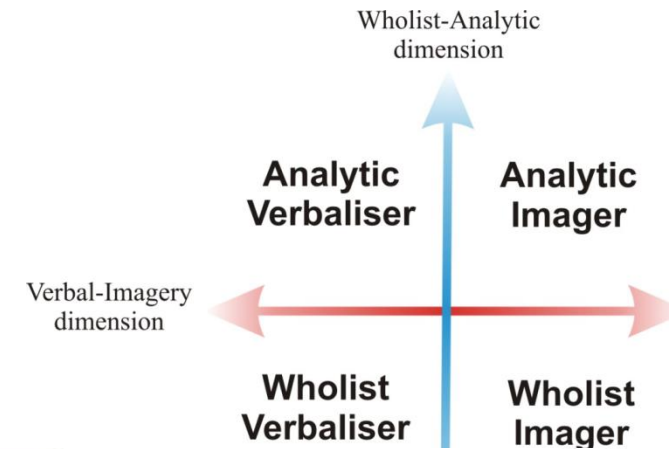 Wholist-Analytic
dimension
Analytic
Verbaliser
Analytic
Imager
Verbal-Imagery
dimension
Wholist
Verbaliser
Wholist
Imager